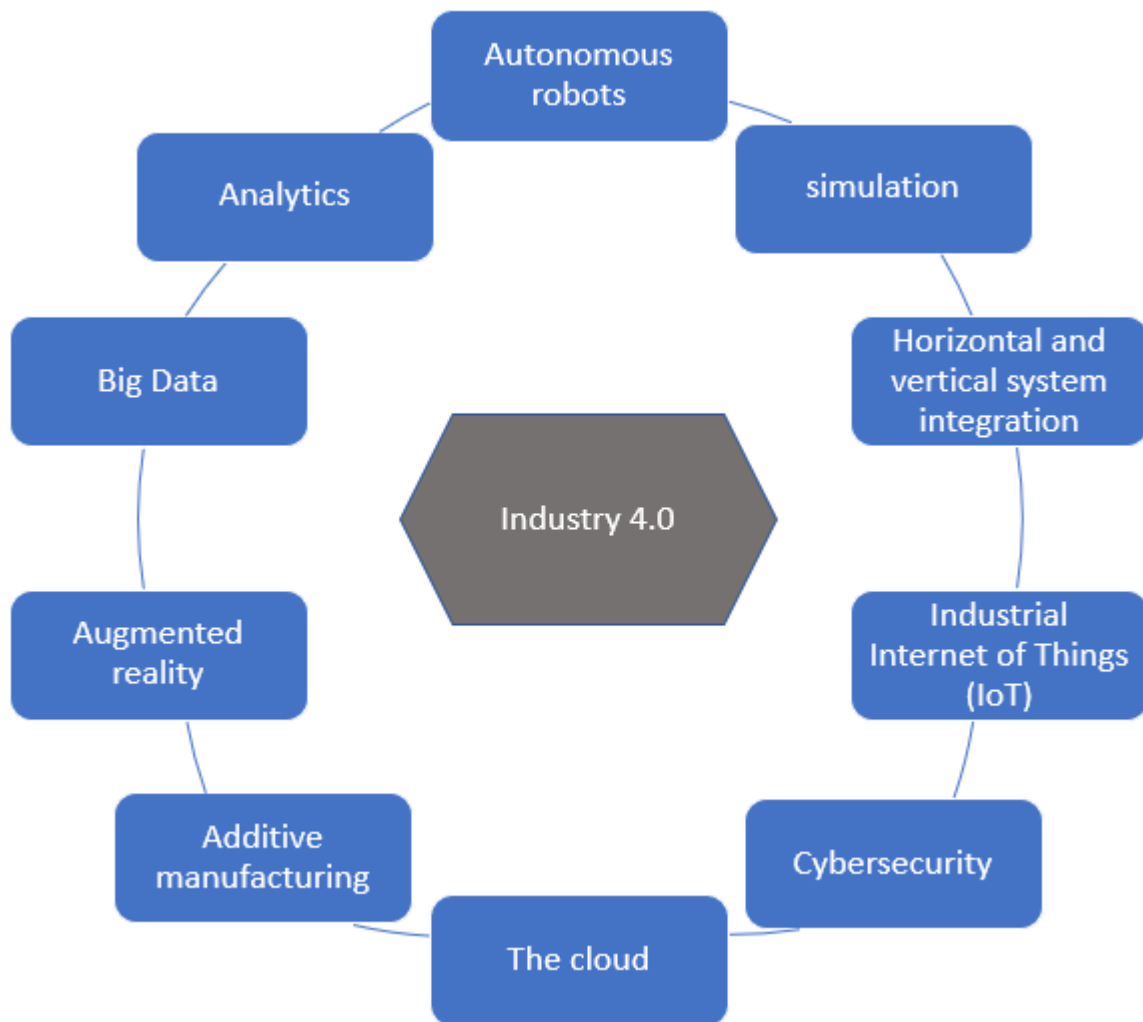 Autonomous
robots
simulation
Horizontal and
vertical system
integration
Industrial
Internet of Things
(IoT)
Cybersecurity
The cloud
Additive
manufacturing
Augmented
reality
Big Data
Analytics
Industry 4.0